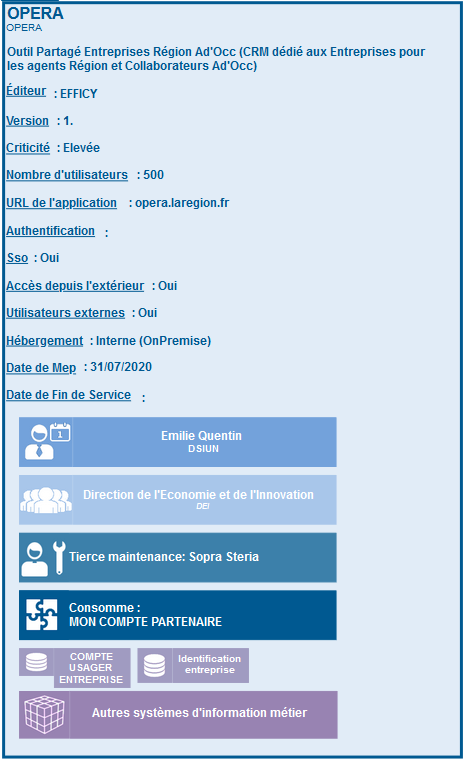 OPERA
OPERA
Outil Partagé Entreprises Région Ad'Occ (CRM dédié aux Entreprises pour
les agents Région et Collaborateurs Ad'Occ)
Éditeur : EFFICY
Version : 1.
Criticité : Elevée
Nombre d'utilisateurs : 500
URL de l'application : opera.laregion.fr
Authentification :
Sso : Oui
Accès depuis l'extérieur : Oui
Utilisateurs externes : Oui
Hébergement : Interne (OnPremise)
Date de Mep : 31/07/2020
Date de Fin de Service :
1
Emilie Quentin
DSIUN
Direction de l'Economie et de l'Innovation
DEI
Tierce maintenance: Sopra Steria
Consomme :
MON COMPTE PARTENAIRE
COMPTE
USAGER
ENTREPRISE
Identification
entreprise
Autres systèmes d'information métier